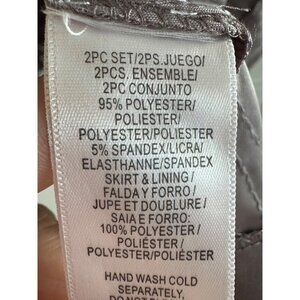 2PC SET/2PS.JUEGO/
2PCS, ENSEMBLE/
2PC CONJUNTO
95% POLYESTER/
POLIESTER/
POLYESTER/POLIÉSTER
5% SPANDEX/LICRA/
ELASTHANNE/SPANDEX
SKIRT & LINING/
FALDA Y FORRO/
JUPE ET DOUBLURE/
SAIA E FORRO:
100% POLYESTER/
POLIÉSTER/
POLYESTER/POLIÉSTER
HAND WASH COLD
SEPARATELY,